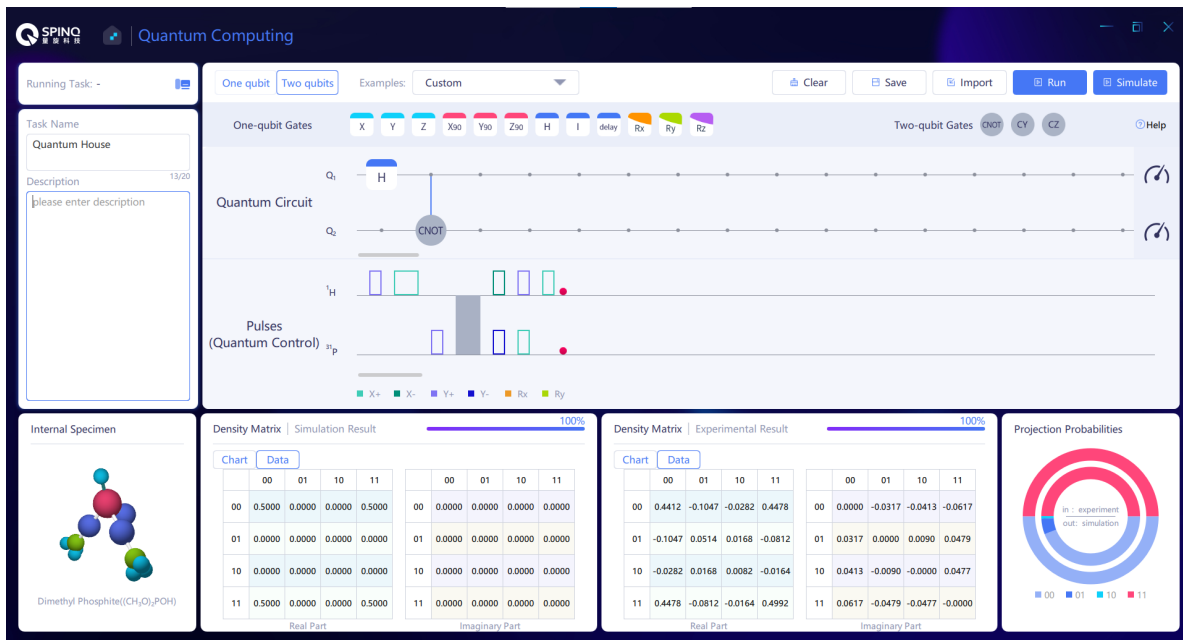 SPINQ
量旋科技
Quantum Computing
Running Task: -
Task Name
Quantum House
13/20
Description
please enter description
One qubit Two qubits Examples: Custom Clear Save Import Run Simulate
One-qubit Gates X Y Z X90 Y90 Z90 H I delay Rx Ry Rz Two-qubit Gates CNOT CY CZ Help
Q₁ H
Quantum Circuit
Q₂ CNOT
¹H
Pulses
(Quantum Control) ³¹P
X+ X- Y+ Y- Rx Ry
Internal Specimen
Dimethyl Phosphite((CH₃O)₂POH)
Density Matrix | Simulation Result 100%
Chart Data
00 01 10 11 00 01 10 11
00 0.5000 0.0000 0.0000 0.5000 00 0.0000 0.0000 0.0000 0.0000
01 0.0000 0.0000 0.0000 0.0000 01 0.0000 0.0000 0.0000 0.0000
10 0.0000 0.0000 0.0000 0.0000 10 0.0000 0.0000 0.0000 0.0000
11 0.5000 0.0000 0.0000 0.5000 11 0.0000 0.0000 0.0000 0.0000
Real Part Imaginary Part
Density Matrix | Experimental Result 100%
Chart Data
00 01 10 11 00 01 10 11
00 0.4412 -0.1047 -0.0282 0.4478 00 0.0000 -0.0317 -0.0413 -0.0617
01 -0.1047 0.0514 0.0168 -0.0812 01 0.0317 0.0000 0.0090 0.0479
10 -0.0282 0.0168 0.0082 -0.0164 10 0.0413 -0.0090 -0.0000 0.0477
11 0.4478 -0.0812 -0.0164 0.4992 11 0.0617 -0.0479 -0.0477 -0.0000
Real Part Imaginary Part
Projection Probabilities
in : experiment
out: simulation
00 01 10 11